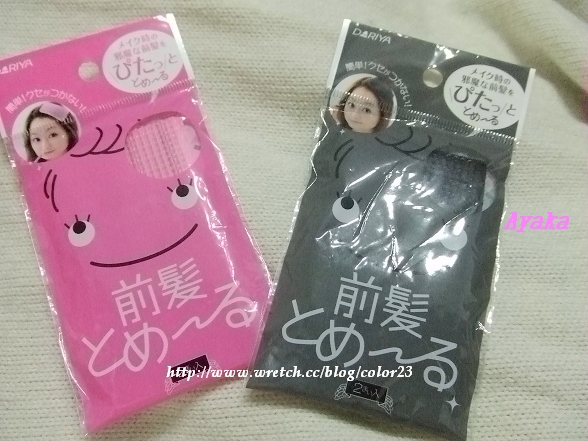 DARIYA
メイク時の
邪魔な前髪を
ぴたっと
とめ〜る
簡単!クセがつかない!
前髪
とめ〜る
DARIYA
メイク時の
邪魔な前髪を
ぴたっと
とめ〜る
簡単!クセがつかない!
前髪
とめ〜る
2枚入
Ayaka
http://www.wretch.cc/blog/color23